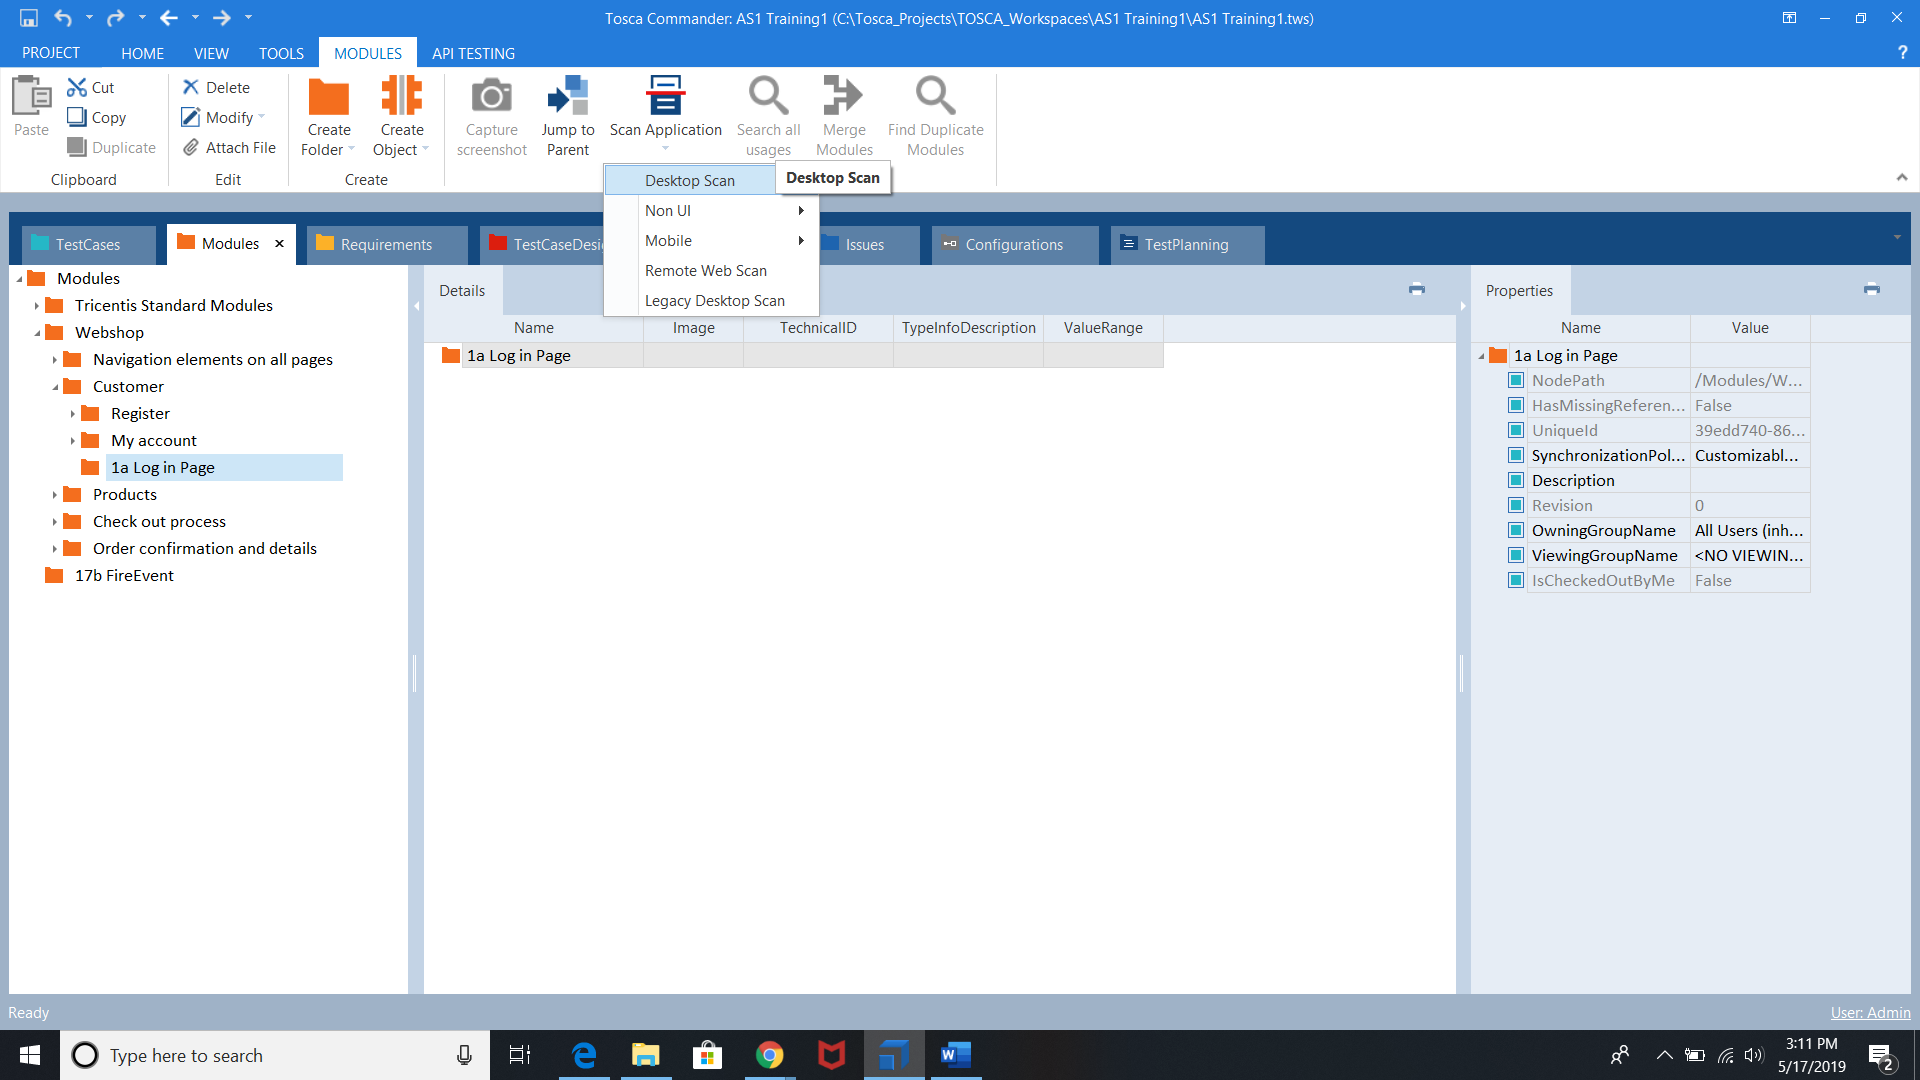 Tosca Commander: AS1 Training1 (C:\Tosca_Projects\TOSCA_Workspaces\AS1 Training1\AS1 Training1.tws)
PROJECT HOME VIEW TOOLS MODULES API TESTING ?
Paste
Cut
Copy
Duplicate
Clipboard
Delete
Modify
Attach File
Edit
Create Folder
Create Object
Create
Capture screenshot
Jump to Parent
Scan Application
Search all usages
Merge Modules
Find Duplicate Modules
Desktop Scan
Non UI
Mobile
Remote Web Scan
Legacy Desktop Scan
Desktop Scan
TestCases Modules × Requirements TestCaseDesi Issues Configurations TestPlanning
Modules
Tricentis Standard Modules
Webshop
Navigation elements on all pages
Customer
Register
My account
1a Log in Page
Products
Check out process
Order confirmation and details
17b FireEvent
Details
Name Image TechnicalID TypeInfoDescription ValueRange
1a Log in Page
Properties
Name Value
1a Log in Page
NodePath /Modules/W...
HasMissingReferen... False
UniqueId 39edd740-86...
SynchronizationPol... Customizabl...
Description
Revision 0
OwningGroupName All Users (inh...
ViewingGroupName <NO VIEWIN...
IsCheckedOutByMe False
Ready
User: Admin
Type here to search
3:11 PM
5/17/2019
2